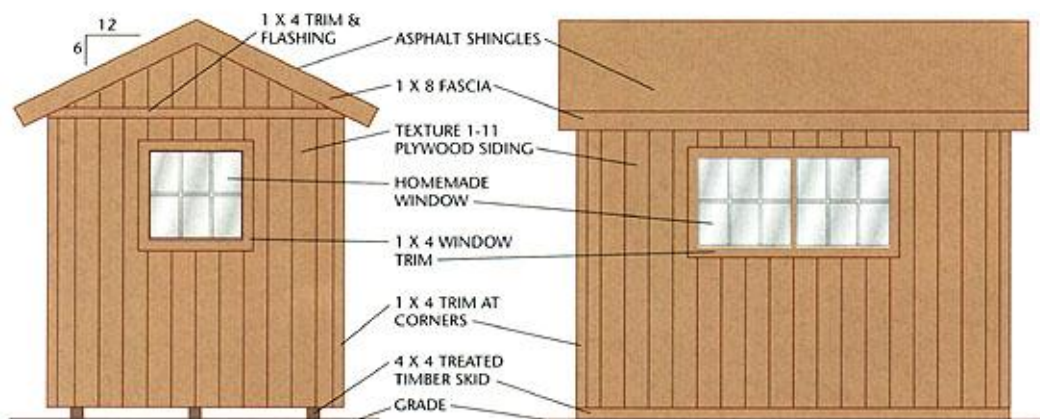 12
6
1 X 4 TRIM &
FLASHING
ASPHALT SHINGLES
1 X 8 FASCIA
TEXTURE 1-11
PLYWOOD SIDING
HOMEMADE
WINDOW
1 X 4 WINDOW
TRIM
1 X 4 TRIM AT
CORNERS
4 X 4 TREATED
TIMBER SKID
GRADE